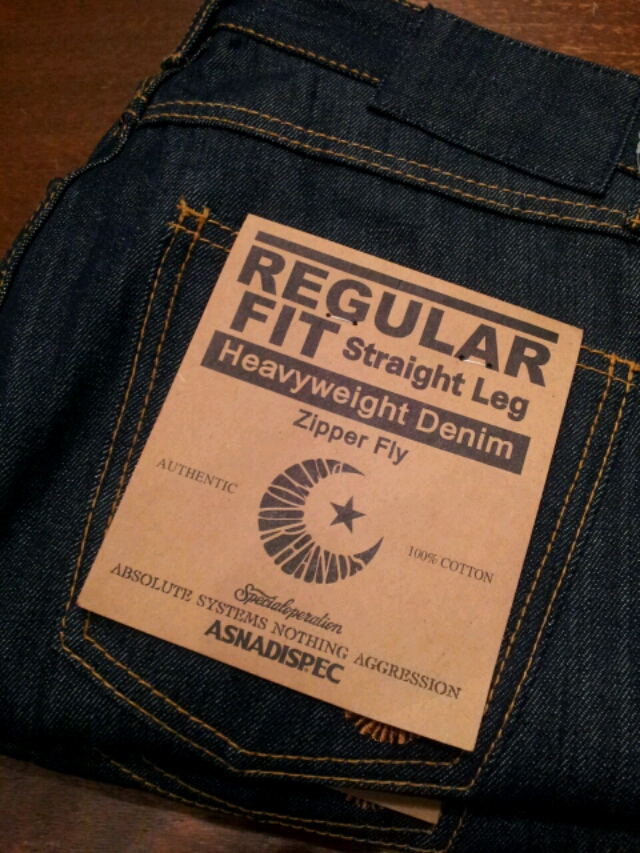 REGULAR
FIT Straight Leg
Heavyweight Denim
Zipper Fly
AUTHENTIC
100% COTTON
Specialoperation
ABSOLUTE SYSTEMS NOTHING AGGRESSION
ASNADISPEC